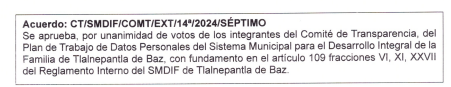 Acuerdo: CT/SMDIF/COMT/EXT/14ª/2024/SÉPTIMO
Se aprueba, por unanimidad de votos de los integrantes del Comité de Transparencia, del
Plan de Trabajo de Datos Personales del Sistema Municipal para el Desarrollo Integral de la
Familia de Tlalnepantla de Baz, con fundamento en el artículo 109 fracciones VI, XI, XXVII
del Reglamento Interno del SMDIF de Tlalnepantla de Baz.